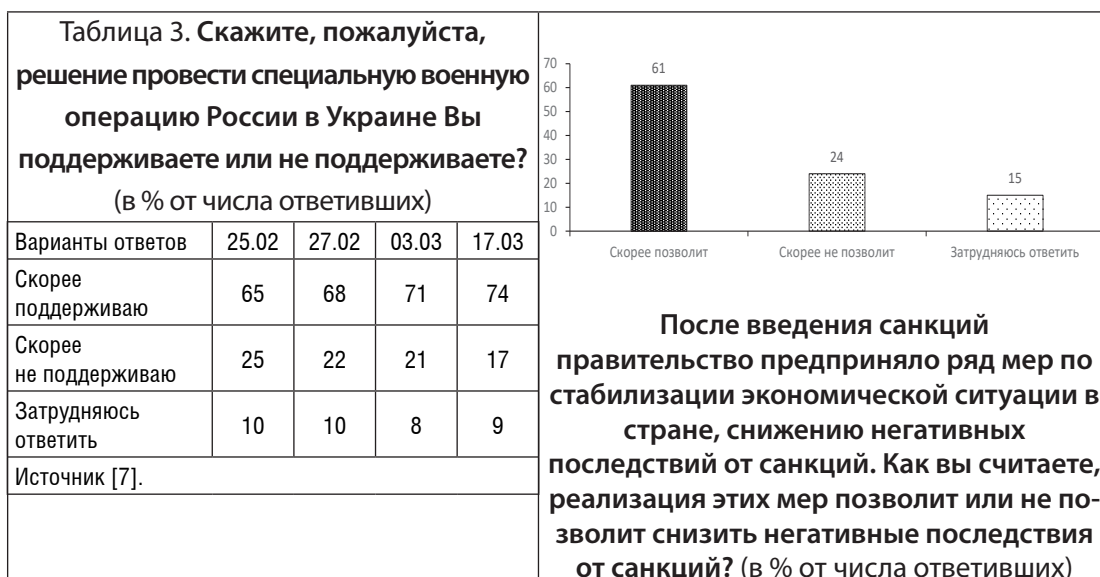 Таблица 3. Скажите, пожалуйста,
решение провести специальную военную
операцию России в Украине Вы
поддерживаете или не поддерживаете?
(в % от числа ответивших)
Варианты ответов 25.02 27.02 03.03 17.03
Скорее
поддерживаю 65 68 71 74
Скорее
не поддерживаю 25 22 21 17
Затрудняюсь
ответить 10 10 8 9
Источник [7].
70
60
50
40
30
20
10
0
61
24
15
Скорее позволит Скорее не позволит Затрудняюсь ответить
После введения санкций
правительство предприняло ряд мер по
стабилизации экономической ситуации в
стране, снижению негативных
последствий от санкций. Как вы считаете,
реализация этих мер позволит или не по-
зволит снизить негативные последствия
от санкций? (в % от числа ответивших)